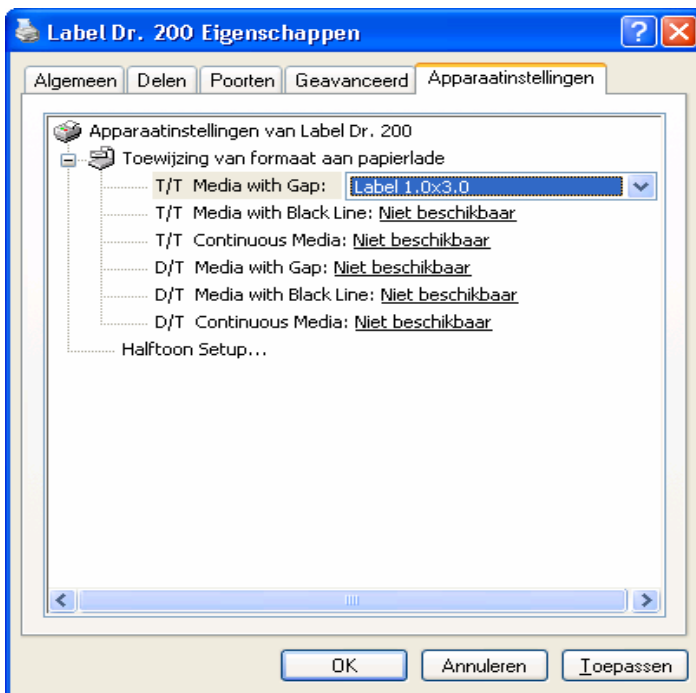 Label Dr. 200 Eigenschappen
Algemeen Delen Poorten Geavanceerd Apparaatinstellingen
Apparaatinstellingen van Label Dr. 200
Toewijzing van formaat aan papierlade
T/T Media with Gap: Label 1.0x3.0
T/T Media with Black Line: Niet beschikbaar
T/T Continuous Media: Niet beschikbaar
D/T Media with Gap: Niet beschikbaar
D/T Media with Black Line: Niet beschikbaar
D/T Continuous Media: Niet beschikbaar
Halftoon Setup...
OK Annuleren Toepassen